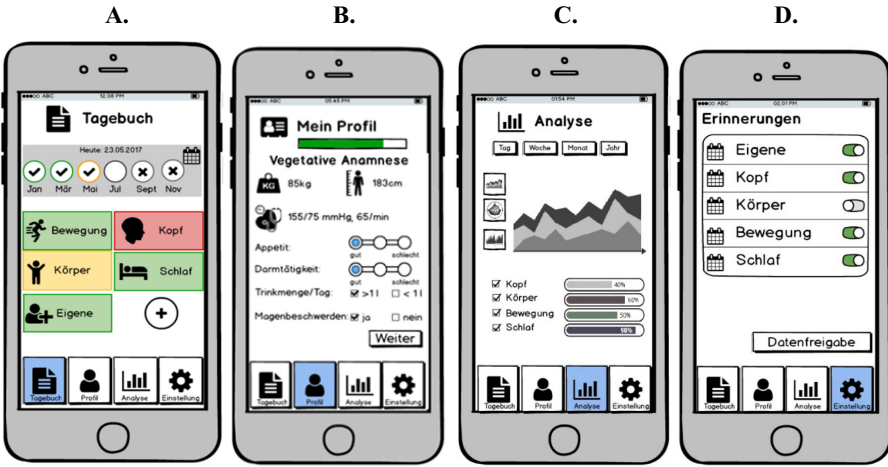 A.
●●●○○ ABC 12:38 PM
Tagebuch
Heute: 23.05.2017
Jan Mär Mai Jul Sept Nov
Bewegung Kopf
Körper Schlaf
Eigene +
Tagebuch Profil Analyse Einstellung
B.
●●●○○ ABC 05:45 PM
Mein Profil
Vegetative Anamnese
KG 85kg 183cm
155/75 mmHg, 65/min
Appetit:
gut schlecht
Darmtätigkeit:
gut schlecht
Trinkmenge/Tag: >1 l < 1 l
Magenbeschwerden: ja nein
Weiter
Tagebuch Profil Analyse Einstellung
C.
●●●○○ ABC 01:54 PM
Analyse
Tag Woche Monat Jahr
Kopf 40%
Körper 60%
Bewegung 50%
Schlaf 90%
Tagebuch Profil Analyse Einstellung
D.
●●●○○ ABC 02:01 PM
Erinnerungen
Eigene
Kopf
Körper
Bewegung
Schlaf
Datenfreigabe
Tagebuch Profil Analyse Einstellung